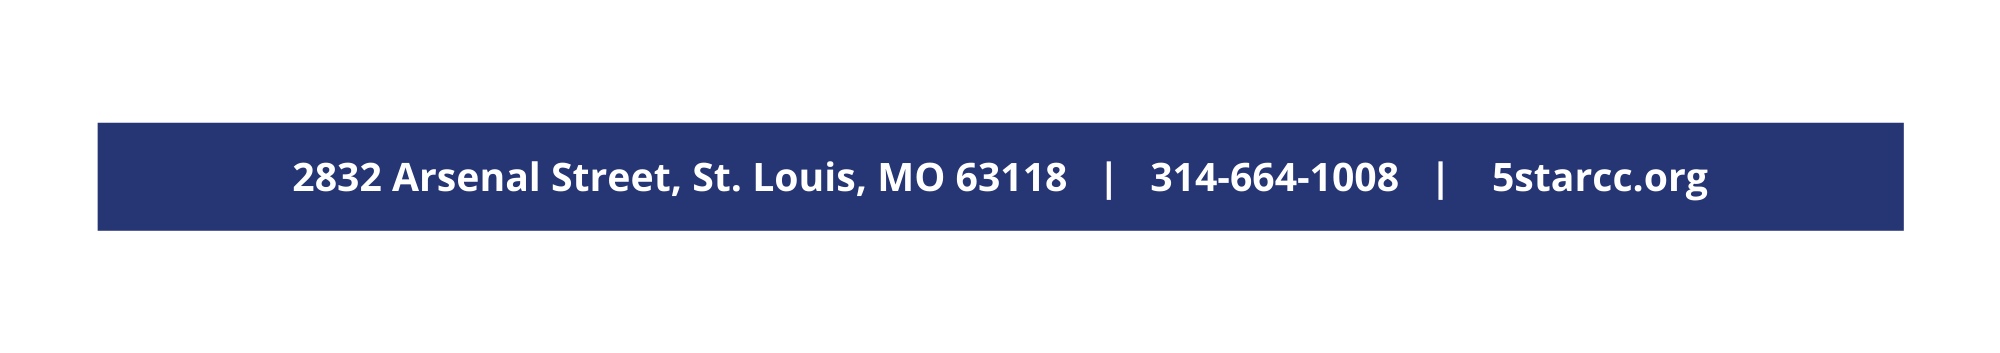 2832 Arsenal Street, St. Louis, MO 63118 | 314-664-1008 | 5starcc.org